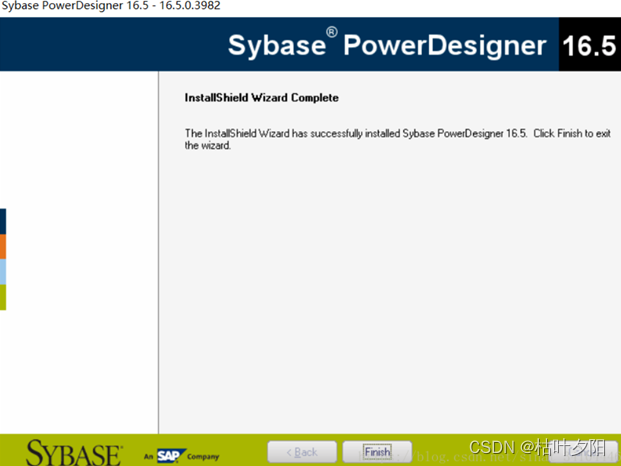 Sybase PowerDesigner 16.5 - 16.5.0.3982
Sybase® PowerDesigner 16.5
InstallShield Wizard Complete
The InstallShield Wizard has successfully installed Sybase PowerDesigner 16.5. Click Finish to exit
the wizard.
SYBASE® An SAP Company < Back Finish
CSDN @枯叶夕阳